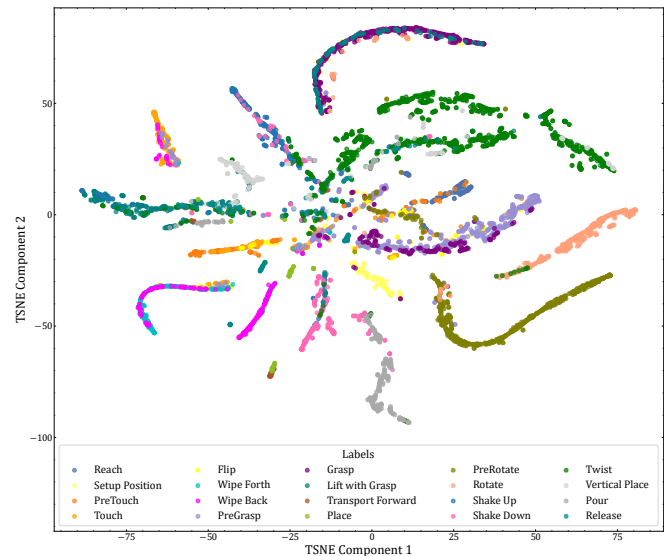 50
0
−50
−100
TSNE Component 2
Labels
Reach Flip Grasp PreRotate Twist
Setup Position Wipe Forth Lift with Grasp Rotate Vertical Place
PreTouch Wipe Back Transport Forward Shake Up Pour
Touch PreGrasp Place Shake Down Release
−75 −50 −25 0 25 50 75
TSNE Component 1